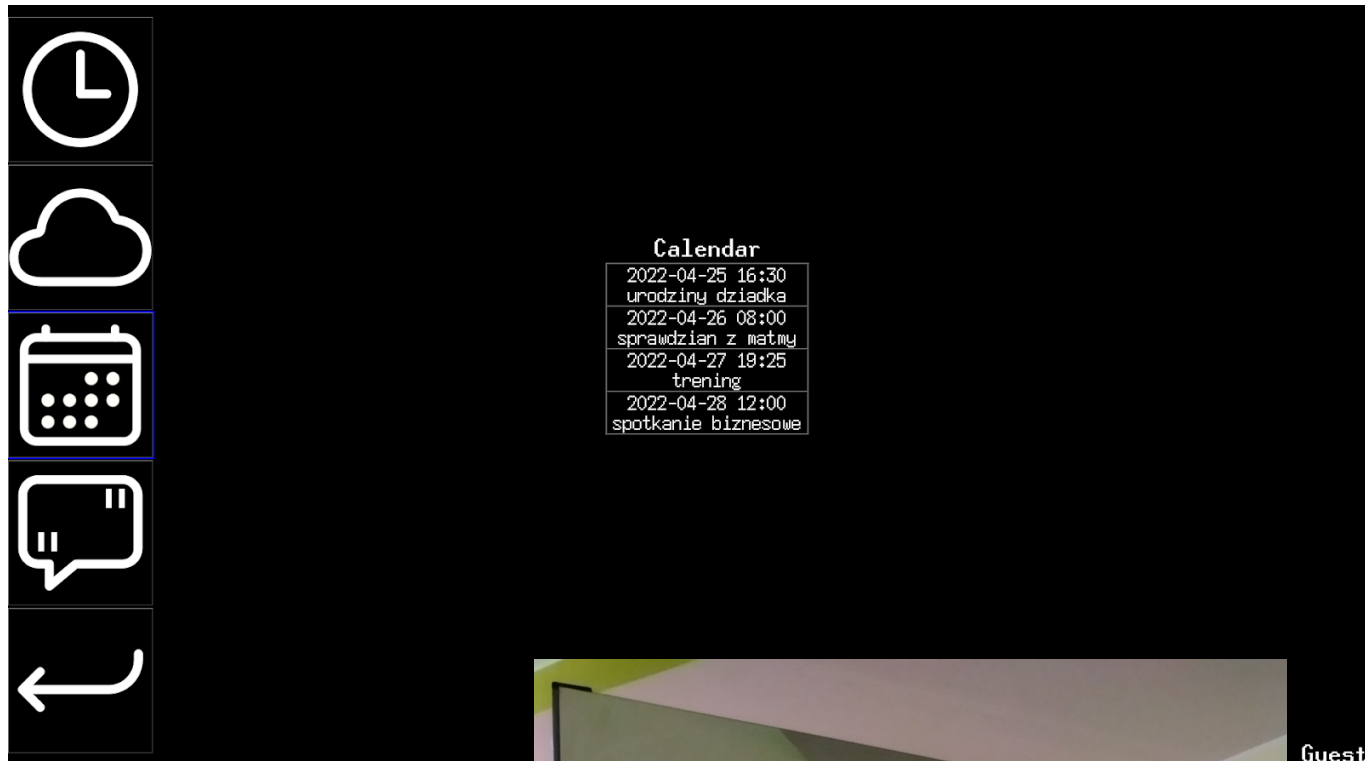 Calendar
2022-04-25 16:30
urodziny dziadka
2022-04-26 08:00
sprawdzian z matmy
2022-04-27 19:25
trening
2022-04-28 12:00
spotkanie biznesowe
Guest